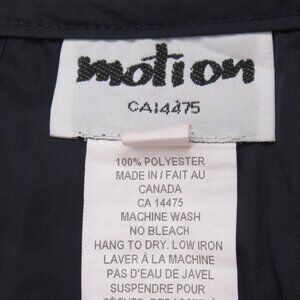 motion
CA14475
100% POLYESTER
MADE IN / FAIT AU
CANADA
CA 14475
MACHINE WASH
NO BLEACH
HANG TO DRY. LOW IRON
LAVER À LA MACHINE
PAS D'EAU DE JAVEL
SUSPENDRE POUR